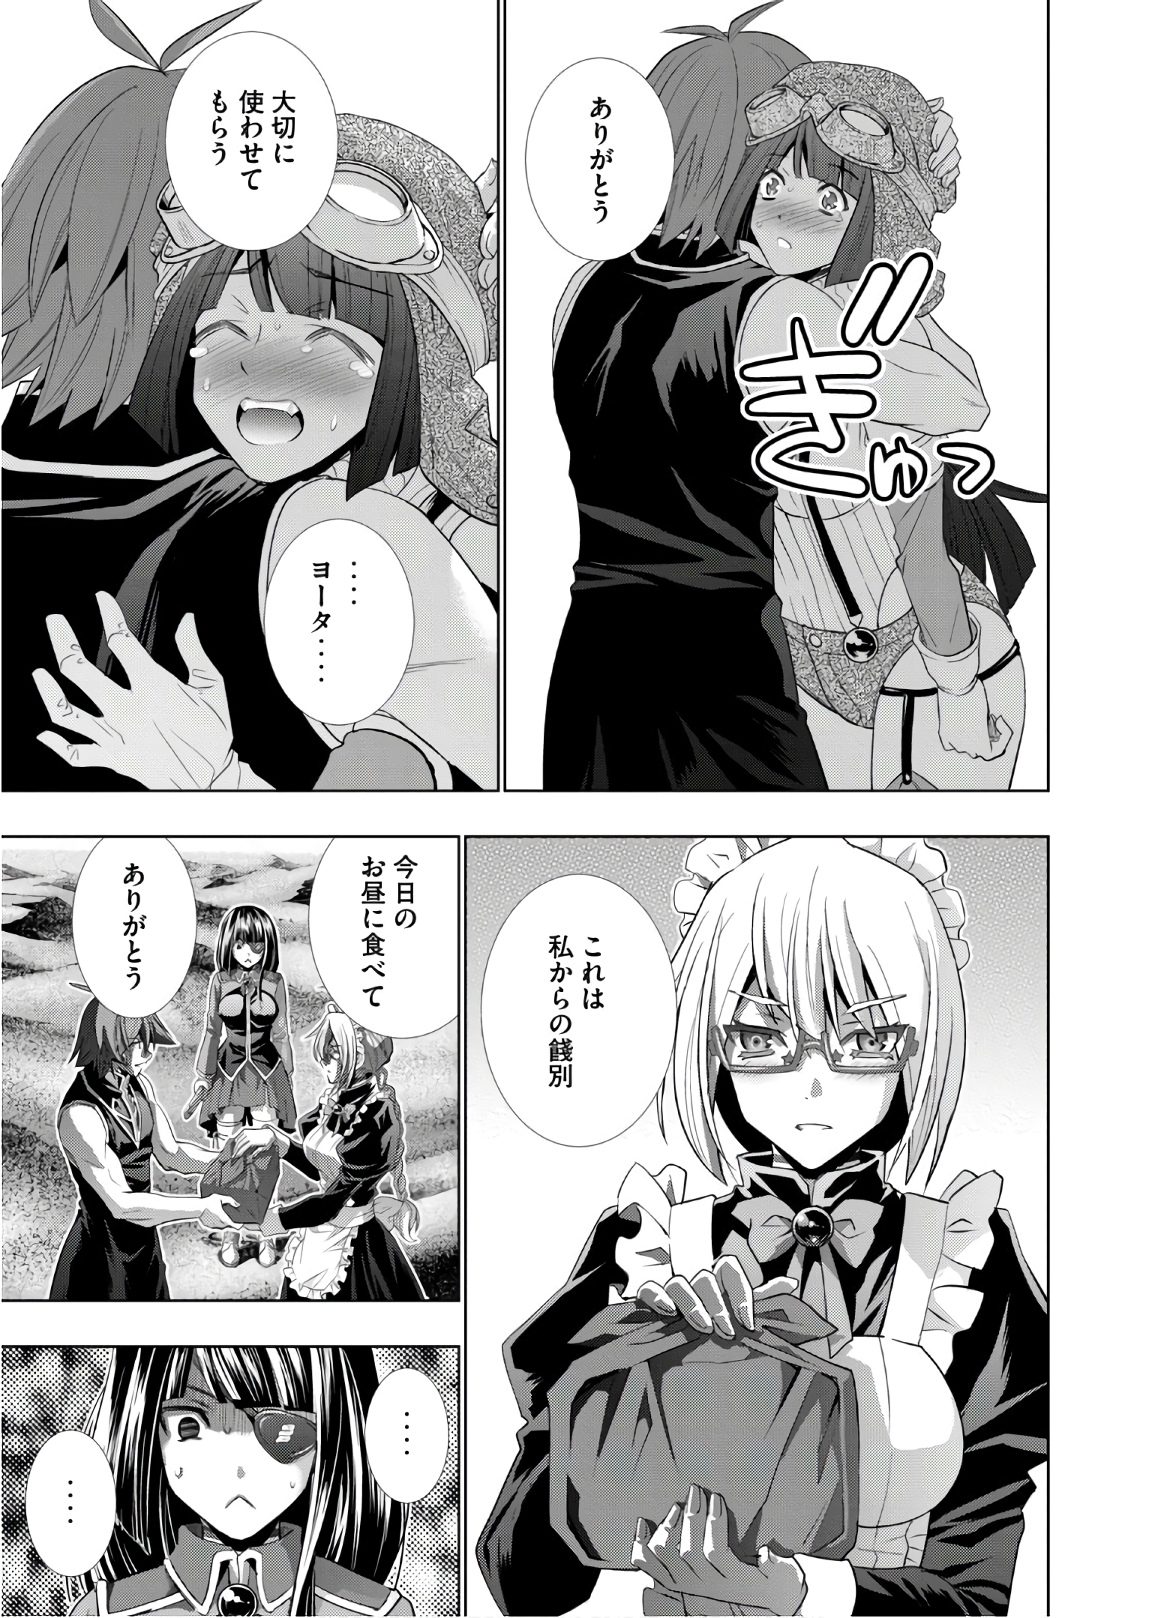 ありがとう
ぎゅっ
大切に
使わせて
もらう
‥‥
ヨータ‥‥
これは
私からの餞別
今日の
お昼に食べて
ありがとう
‥‥
‥‥